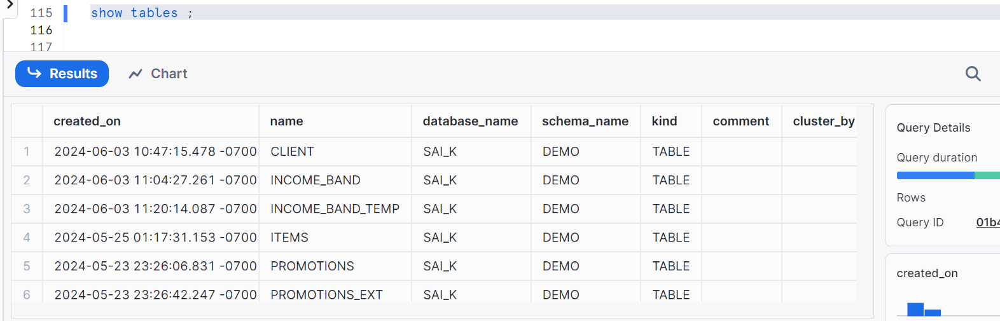 115 show tables ;
116
117
Results Chart
created_on name database_name schema_name kind comment cluster_by
1 2024-06-03 10:47:15.478 -0700 CLIENT SAI_K DEMO TABLE
2 2024-06-03 11:04:27.261 -0700 INCOME_BAND SAI_K DEMO TABLE
3 2024-06-03 11:20:14.087 -0700 INCOME_BAND_TEMP SAI_K DEMO TABLE
4 2024-05-25 01:17:31.153 -0700 ITEMS SAI_K DEMO TABLE
5 2024-05-23 23:26:06.831 -0700 PROMOTIONS SAI_K DEMO TABLE
6 2024-05-23 23:26:42.247 -0700 PROMOTIONS_EXT SAI_K DEMO TABLE
Query Details
Query duration
Rows
Query ID 01b4
created_on